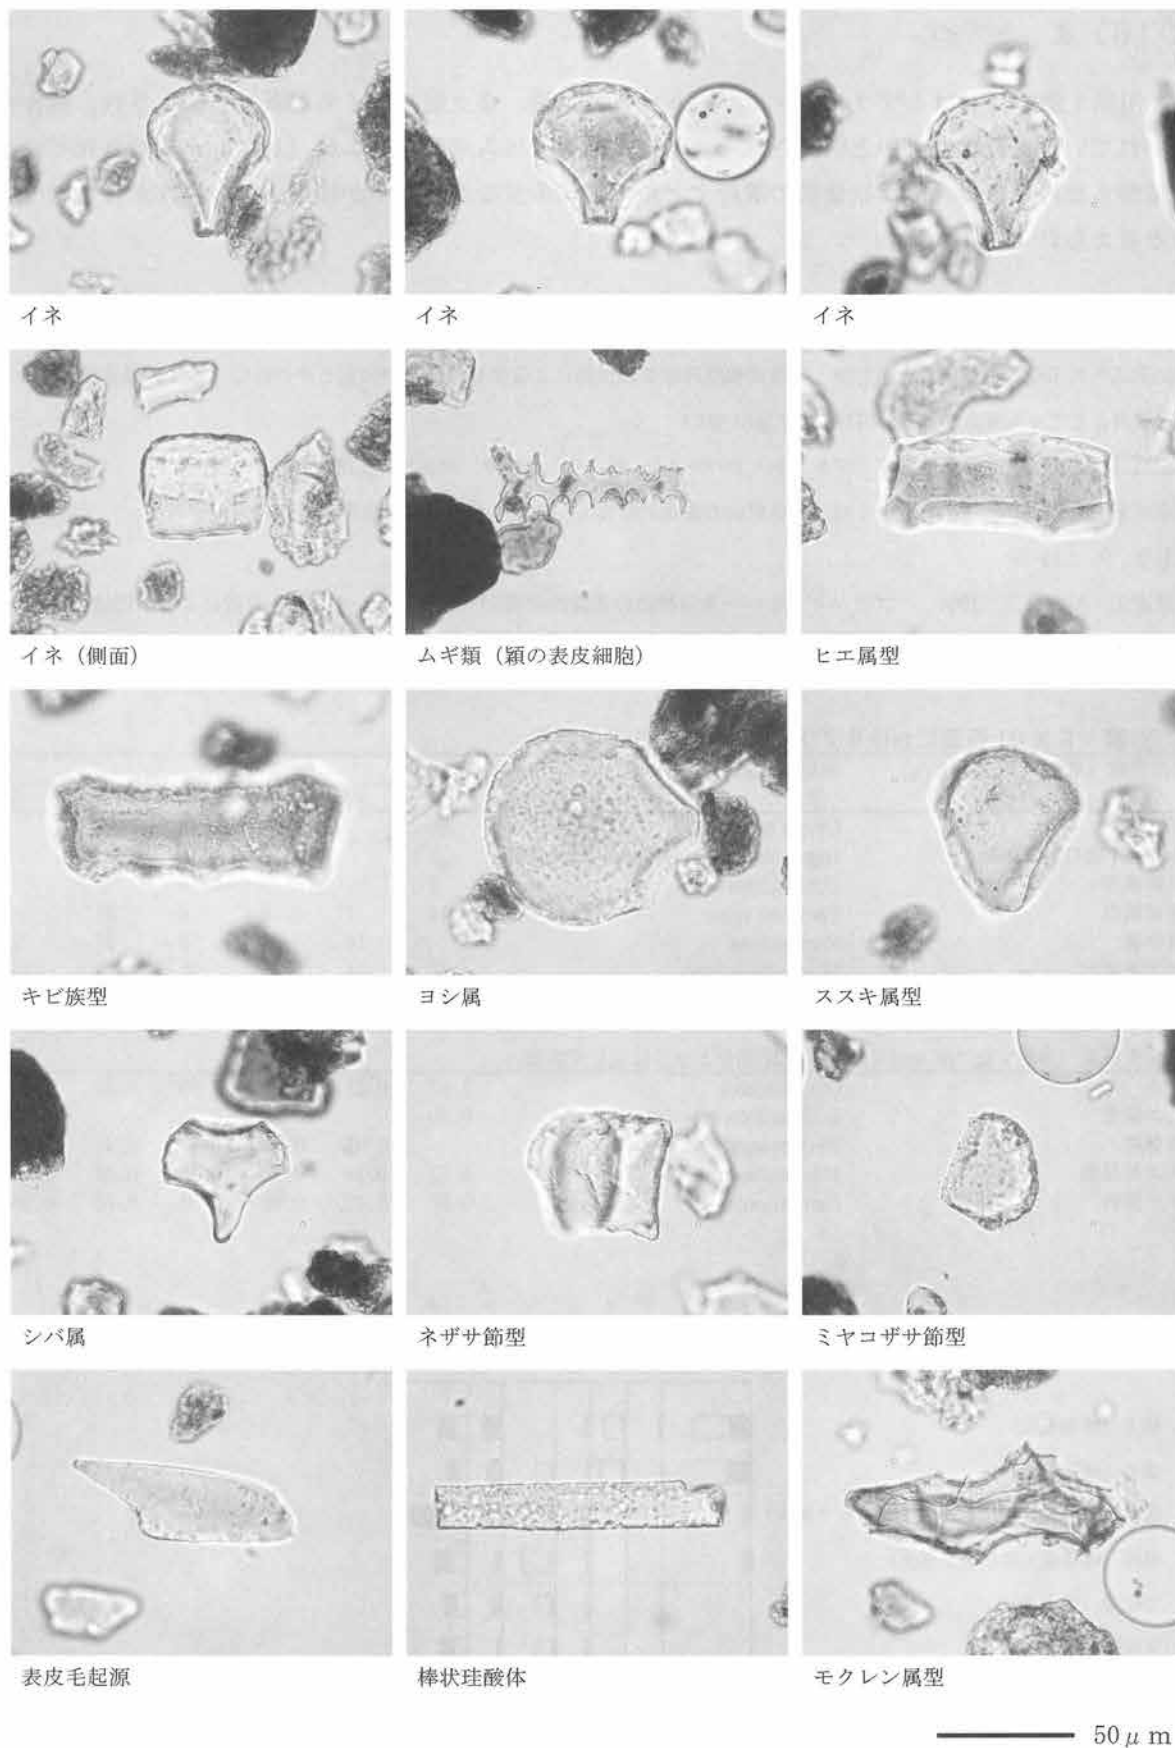 イネ
イネ
イネ
イネ（側面）
ムギ類（穎の表皮細胞）
ヒエ属型
キビ族型
ヨシ属
ススキ属型
シバ属
ネザサ節型
ミヤコザサ節型
表皮毛起源
棒状珪酸体
モクレン属型
50μm